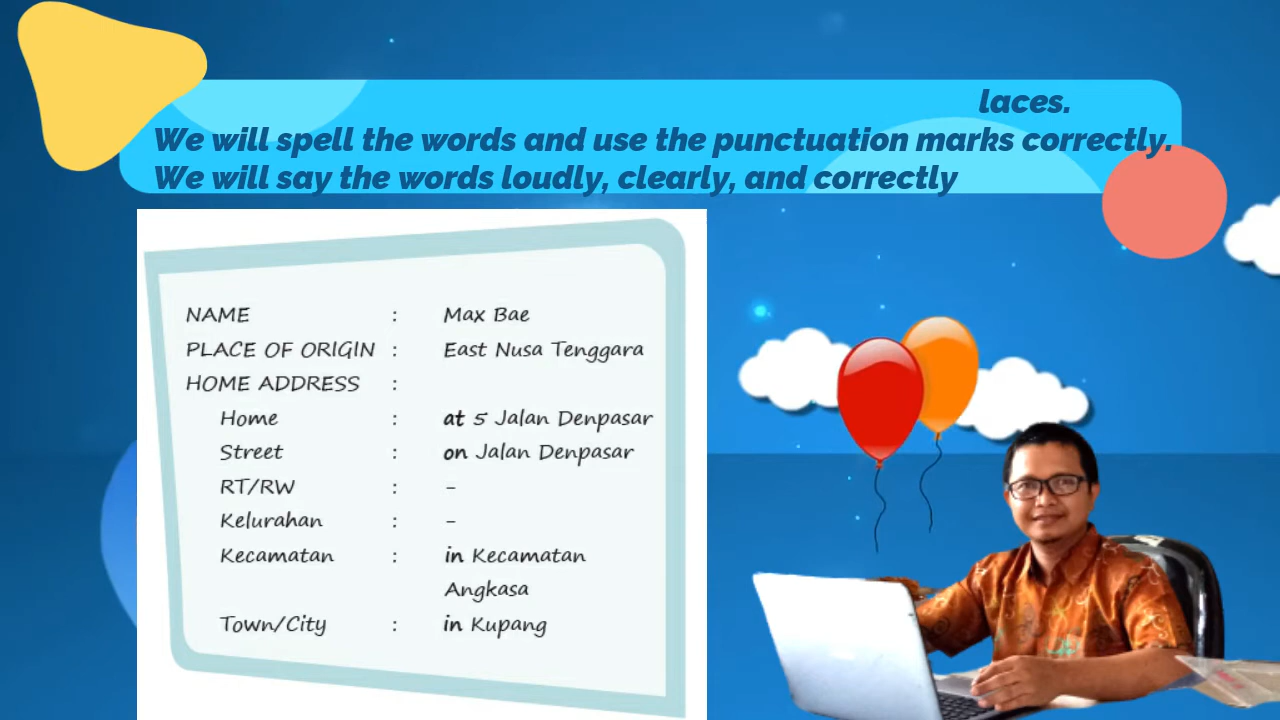 laces.
We will spell the words and use the punctuation marks correctly.
We will say the words loudly, clearly, and correctly
NAME : Max Bae
PLACE OF ORIGIN : East Nusa Tenggara
HOME ADDRESS :
Home : at 5 Jalan Denpasar
Street : on Jalan Denpasar
RT/RW : -
Kelurahan : -
Kecamatan : in Kecamatan
Angkasa
Town/City : in Kupang